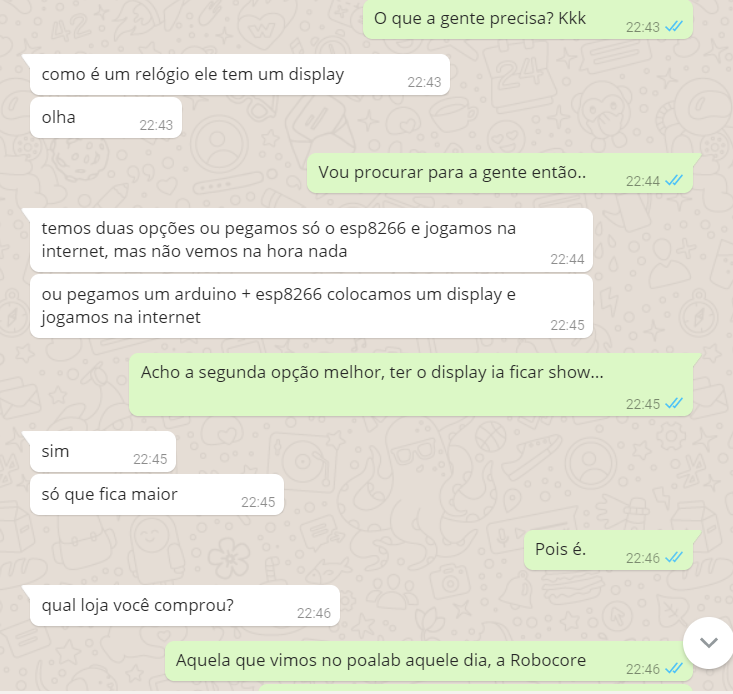 O que a gente precisa? Kkk
22:43
como é um relógio ele tem um display
22:43
olha
22:43
Vou procurar para a gente então..
22:44
temos duas opções ou pegamos só o esp8266 e jogamos na
internet, mas não vemos na hora nada
22:44
ou pegamos um arduino + esp8266 colocamos um display e
jogamos na internet
22:45
Acho a segunda opção melhor, ter o display ia ficar show...
22:45
sim
22:45
só que fica maior
22:45
Pois é.
22:46
qual loja você comprou?
22:46
Aquela que vimos no poalab aquele dia, a Robocore
22:46